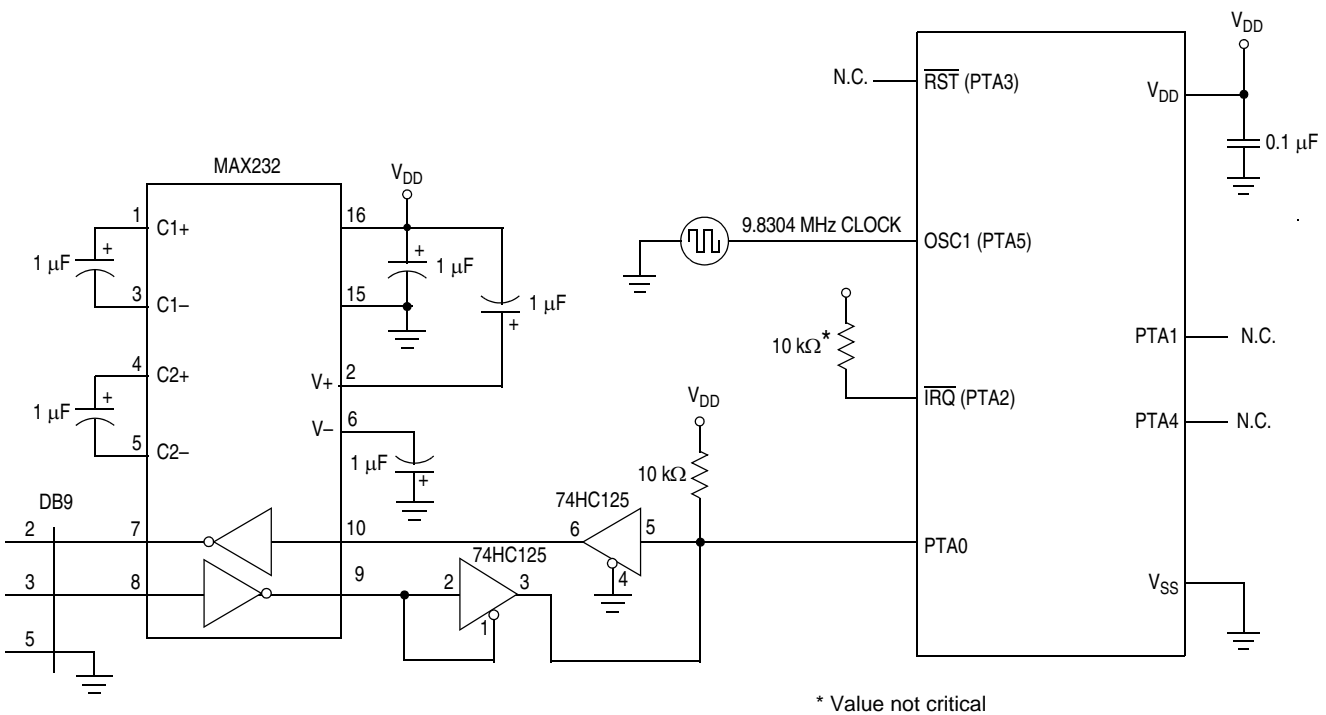 V_DD
N.C.
RST (PTA3)
V_DD
0.1 µF
MAX232
V_DD
1
C1+
16
9.8304 MHz CLOCK
OSC1 (PTA5)
1 µF
+
+
1 µF
3
C1–
15
1 µF
+
10 kΩ*
PTA1
N.C.
4
C2+
V+
2
IRQ (PTA2)
1 µF
+
V_DD
PTA4
N.C.
V–
6
5
C2–
1 µF
+
10 kΩ
DB9
74HC125
2
7
10
6
5
PTA0
74HC125
4
3
8
9
2
3
V_SS
1
5
* Value not critical